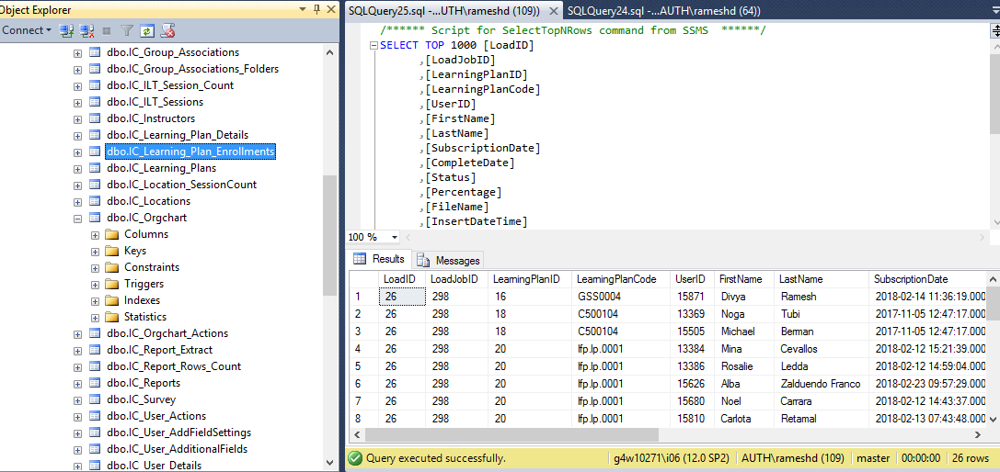 Object Explorer
Connect
dbo.IC_Group_Associations
dbo.IC_Group_Associations_Folders
dbo.IC_ILT_Session_Count
dbo.IC_ILT_Sessions
dbo.IC_Instructors
dbo.IC_Learning_Plan_Details
dbo.IC_Learning_Plan_Enrollments
dbo.IC_Learning_Plans
dbo.IC_Location_SessionCount
dbo.IC_Locations
dbo.IC_Orgchart
Columns
Keys
Constraints
Triggers
Indexes
Statistics
dbo.IC_Orgchart_Actions
dbo.IC_Report_Extract
dbo.IC_Report_Rows_Count
dbo.IC_Reports
dbo.IC_Survey
dbo.IC_User_Actions
dbo.IC_User_AddFieldSettings
dbo.IC_User_AdditionalFields
dbo.IC_User_Details
SQLQuery25.sql -...UTH\rameshd (109)) SQLQuery24.sql -...AUTH\rameshd (64))
/****** Script for SelectTopNRows command from SSMS ******/
SELECT TOP 1000 [LoadID]
,[LoadJobID]
,[LearningPlanID]
,[LearningPlanCode]
,[UserID]
,[FirstName]
,[LastName]
,[SubscriptionDate]
,[CompleteDate]
,[Status]
,[Percentage]
,[FileName]
,[InsertDateTime]
100 %
Results Messages
LoadID LoadJobID LearningPlanID LearningPlanCode UserID FirstName LastName SubscriptionDate
1 26 298 16 GSS0004 15871 Divya Ramesh 2018-02-14 11:36:19.000
2 26 298 18 C500104 13369 Noga Tubi 2017-11-05 12:47:17.000
3 26 298 18 C500104 15505 Michael Berman 2017-11-05 12:47:17.000
4 26 298 20 lfp.lp.0001 13384 Mina Cevallos 2018-02-12 15:21:39.000
5 26 298 20 lfp.lp.0001 13386 Rosalie Ledda 2018-02-12 14:59:04.000
6 26 298 20 lfp.lp.0001 15626 Alba Zalduendo Franco 2018-02-23 09:57:29.000
7 26 298 20 lfp.lp.0001 15680 Noel Carrara 2018-02-12 14:43:37.000
8 26 298 20 lfp.lp.0001 15810 Carlota Retamal 2018-02-13 07:43:48.000
Query executed successfully. g4w10271\i06 (12.0 SP2) AUTH\rameshd (109) master 00:00:00 26 rows